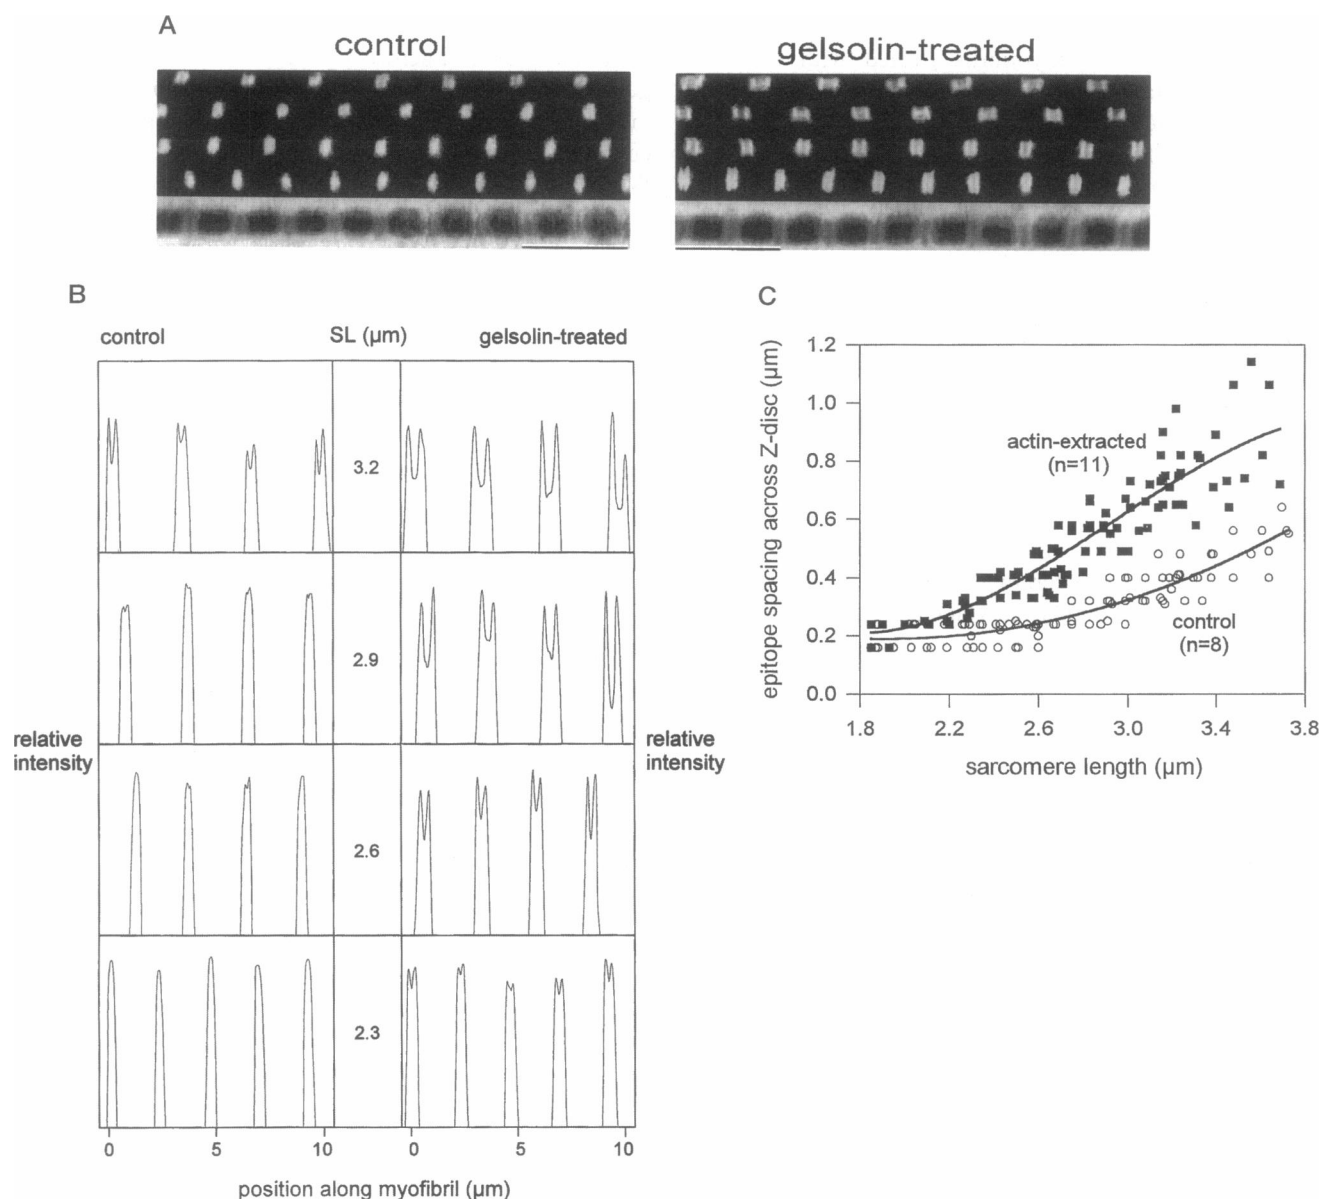 A
control
gelsolin-treated
B
control
SL (µm)
gelsolin-treated
3.2
2.9
relative
intensity
relative
intensity
2.6
2.3
0
5
10
0
5
10
position along myofibril (µm)
C
epitope spacing across Z-disc (µm)
1.2
1.0
0.8
0.6
0.4
0.2
0.0
actin-extracted
(n=11)
control
(n=8)
1.8
2.2
2.6
3.0
3.4
3.8
sarcomere length (µm)